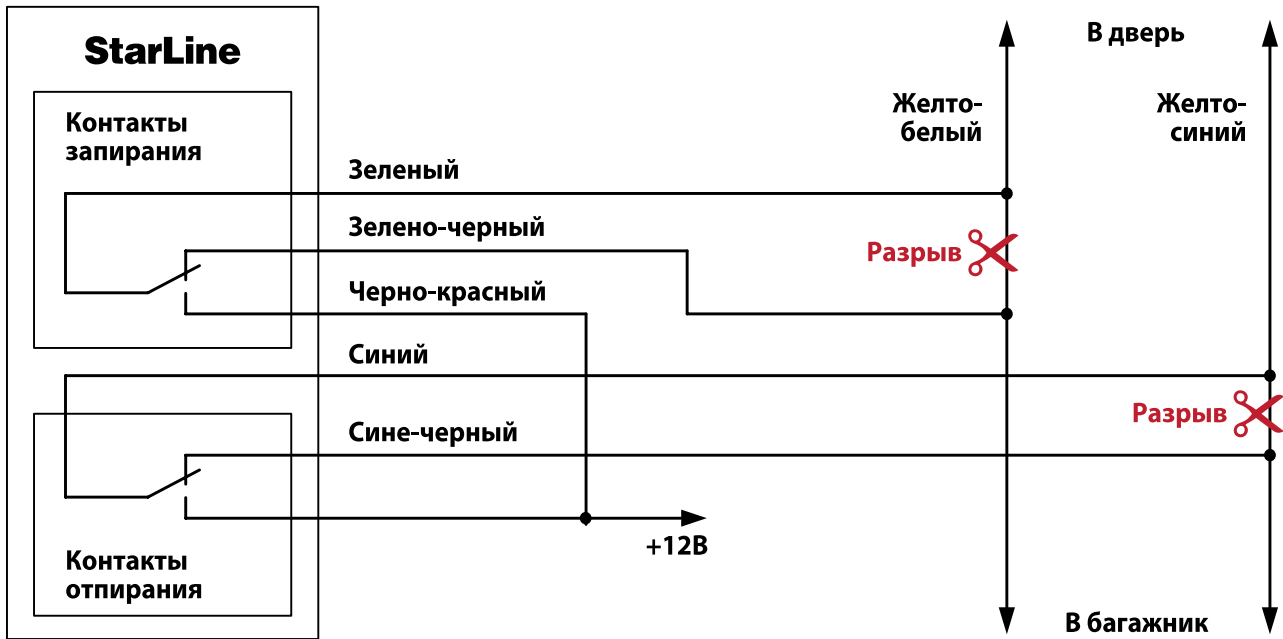 StarLine
В дверь
Желто-
белый
Желто-
синий
Контакты
запирания
Зеленый
Зелено-черный
Разрыв
Черно-красный
Синий
Разрыв
Сине-черный
+12В
Контакты
отпирания
В багажник